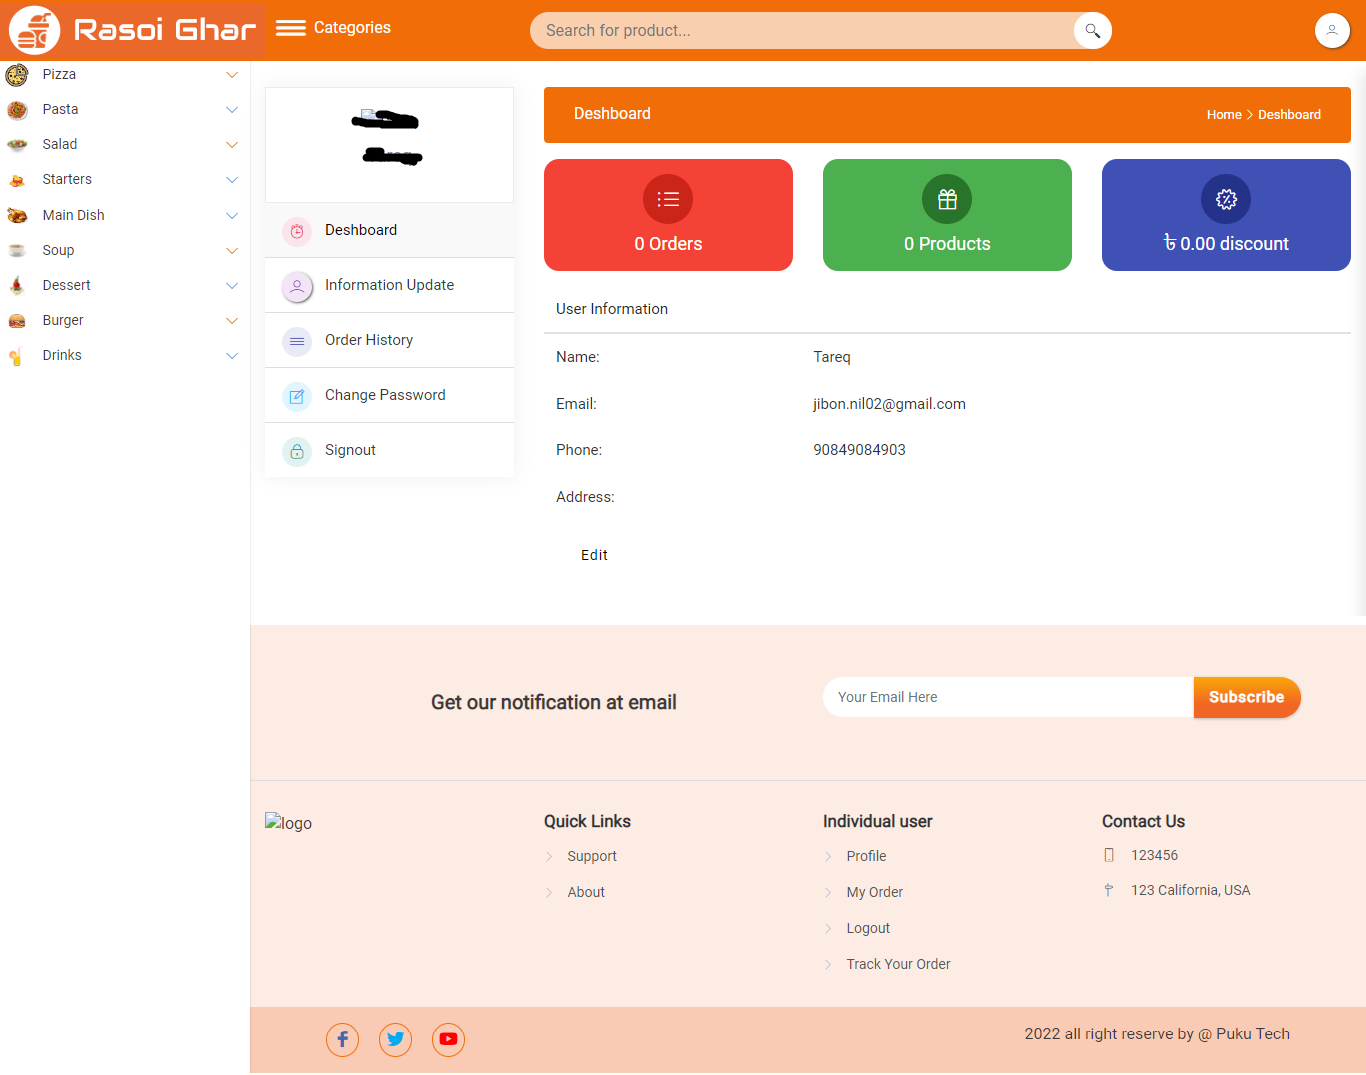 Rasoi Ghar
Categories
Search for product...
Pizza
Pasta
Salad
Starters
Main Dish
Soup
Dessert
Burger
Drinks
Deshboard
Information Update
Order History
Change Password
Signout
Deshboard
Home > Deshboard
0 Orders
0 Products
৳ 0.00 discount
User Information
Name: Tareq
Email: jibon.nil02@gmail.com
Phone: 90849084903
Address:
Edit
Get our notification at email
Your Email Here
Subscribe
logo
Quick Links
Support
About
Individual user
Profile
My Order
Logout
Track Your Order
Contact Us
123456
123 California, USA
2022 all right reserve by @ Puku Tech